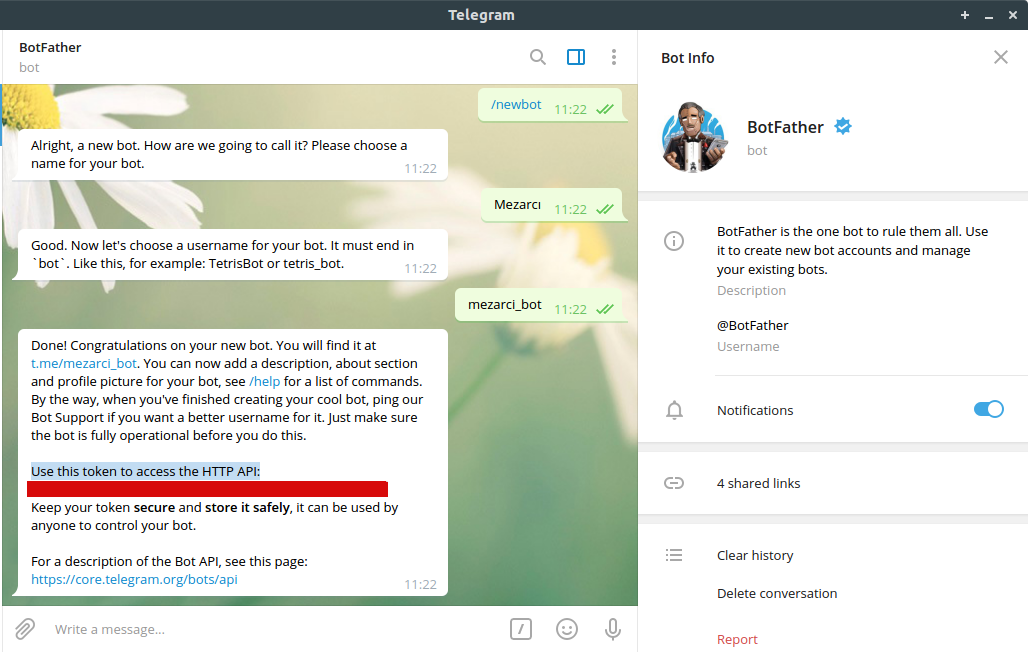 Telegram
BotFather
bot
/newbot 11:22
Alright, a new bot. How are we going to call it? Please choose a
name for your bot.
11:22
Mezarcı 11:22
Good. Now let's choose a username for your bot. It must end in
`bot`. Like this, for example: TetrisBot or tetris_bot.
11:22
mezarci_bot 11:22
Done! Congratulations on your new bot. You will find it at
t.me/mezarci_bot. You can now add a description, about section
and profile picture for your bot, see /help for a list of commands.
By the way, when you've finished creating your cool bot, ping our
Bot Support if you want a better username for it. Just make sure
the bot is fully operational before you do this.
Use this token to access the HTTP API:
Keep your token secure and store it safely, it can be used by
anyone to control your bot.
For a description of the Bot API, see this page:
https://core.telegram.org/bots/api
11:22
Write a message...
Bot Info
BotFather
bot
BotFather is the one bot to rule them all. Use
it to create new bot accounts and manage
your existing bots.
Description
@BotFather
Username
Notifications
4 shared links
Clear history
Delete conversation
Report